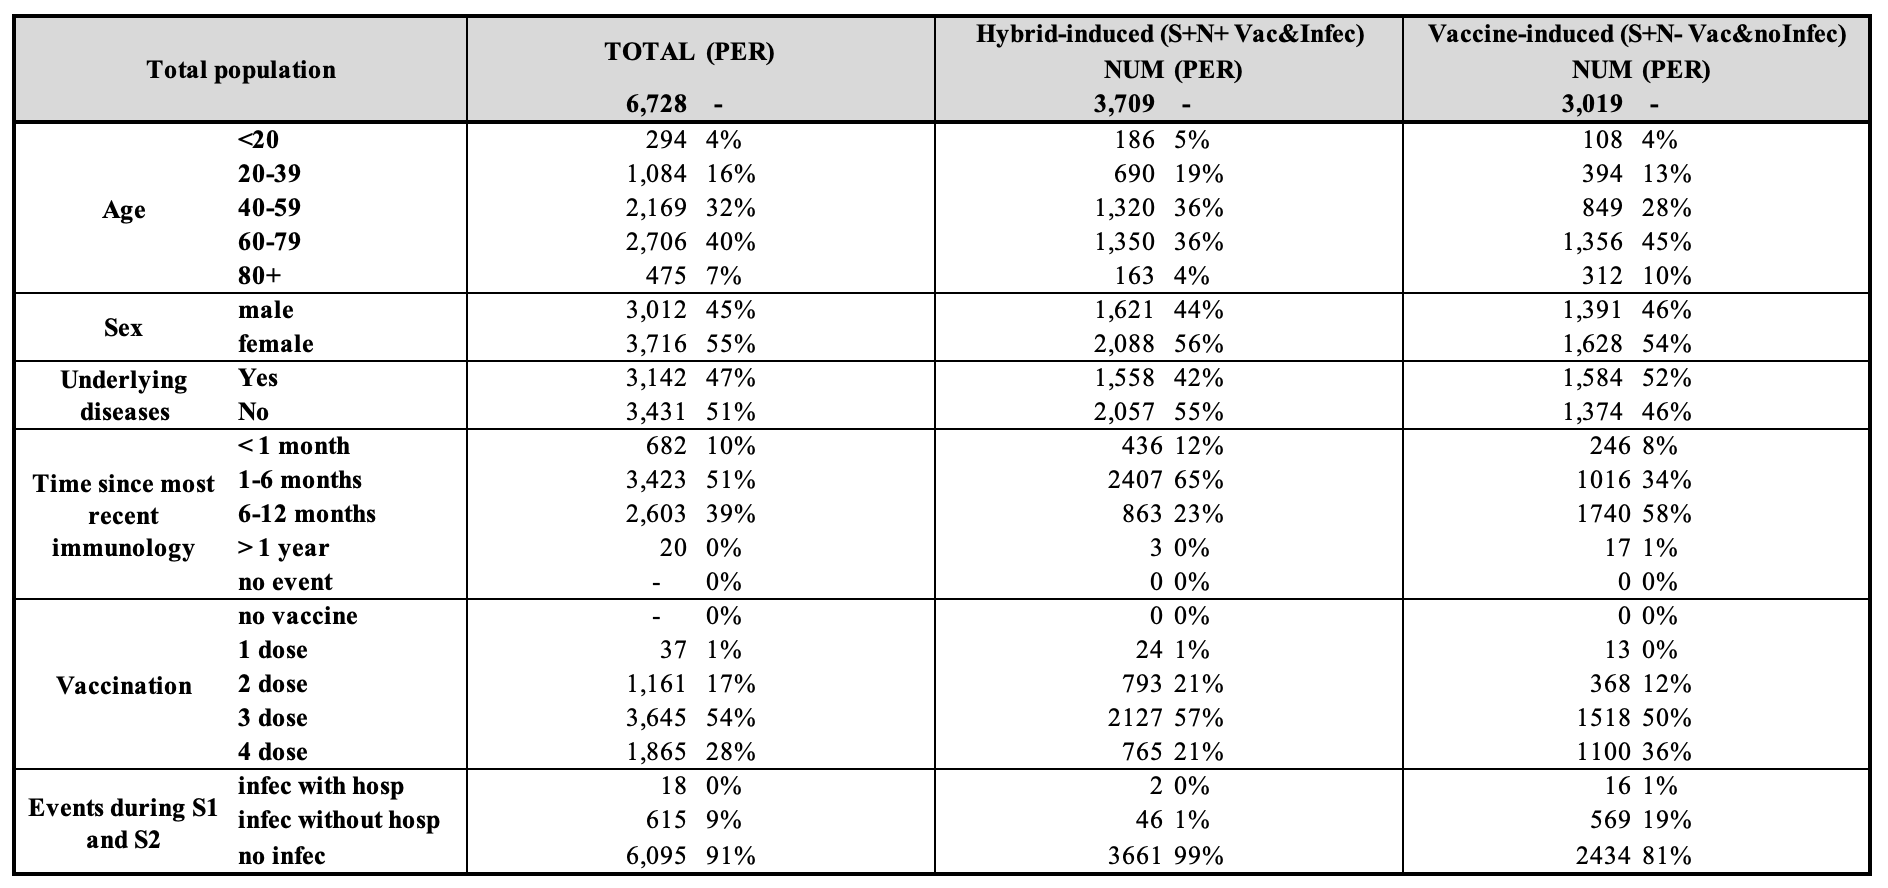 Total population TOTAL (PER) Hybrid-induced (S+N+ Vac&Infec) Vaccine-induced (S+N- Vac&noInfec)
NUM (PER) NUM (PER)
6,728 - 3,709 - 3,019 -
Age <20 294 4% 186 5% 108 4%
20-39 1,084 16% 690 19% 394 13%
40-59 2,169 32% 1,320 36% 849 28%
60-79 2,706 40% 1,350 36% 1,356 45%
80+ 475 7% 163 4% 312 10%
Sex male 3,012 45% 1,621 44% 1,391 46%
female 3,716 55% 2,088 56% 1,628 54%
Underlying diseases Yes 3,142 47% 1,558 42% 1,584 52%
No 3,431 51% 2,057 55% 1,374 46%
Time since most recent immunology < 1 month 682 10% 436 12% 246 8%
1-6 months 3,423 51% 2407 65% 1016 34%
6-12 months 2,603 39% 863 23% 1740 58%
> 1 year 20 0% 3 0% 17 1%
no event - 0% 0 0% 0 0%
Vaccination no vaccine - 0% 0 0% 0 0%
1 dose 37 1% 24 1% 13 0%
2 dose 1,161 17% 793 21% 368 12%
3 dose 3,645 54% 2127 57% 1518 50%
4 dose 1,865 28% 765 21% 1100 36%
Events during S1 and S2 infec with hosp 18 0% 2 0% 16 1%
infec without hosp 615 9% 46 1% 569 19%
no infec 6,095 91% 3661 99% 2434 81%